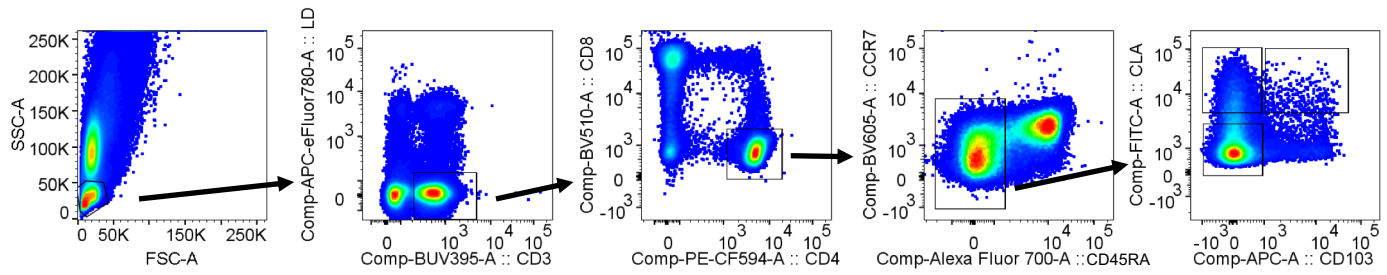 250K
200K
150K
100K
50K
0
SSC-A
0 50K 150K 250K
FSC-A
10^5
10^4
10^3
0
Comp-APC-eFluor780-A :: LD
0 10^3 10^4 10^5
Comp-BUV395-A :: CD3
10^5
10^4
10^3
0
-10^3
Comp-BV510-A :: CD8
0 10^3 10^4 10^5
Comp-PE-CF594-A :: CD4
10^5
10^4
10^3
0
-10^3
Comp-BV605-A :: CCR7
0 10^3 10^4 10^5
Comp-Alexa Fluor 700-A :: CD45RA
10^5
10^4
10^3
0
-10^3
Comp-FITC-A :: CLA
-10^3 0 10^3 10^4 10^5
Comp-APC-A :: CD103